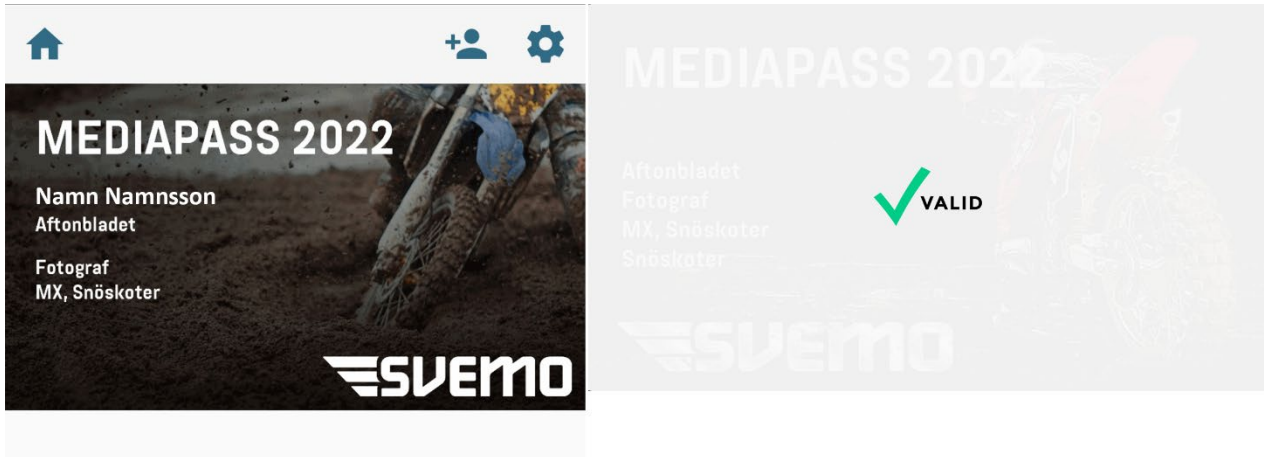 MEDIAPASS 2022
Namn Namnsson
Aftonbladet
Fotograf
MX, Snöskoter
SVEMO
MEDIAPASS 2022
Aftonbladet
Fotograf
MX, Snöskoter
Snöskoter
VALID
SVEMO